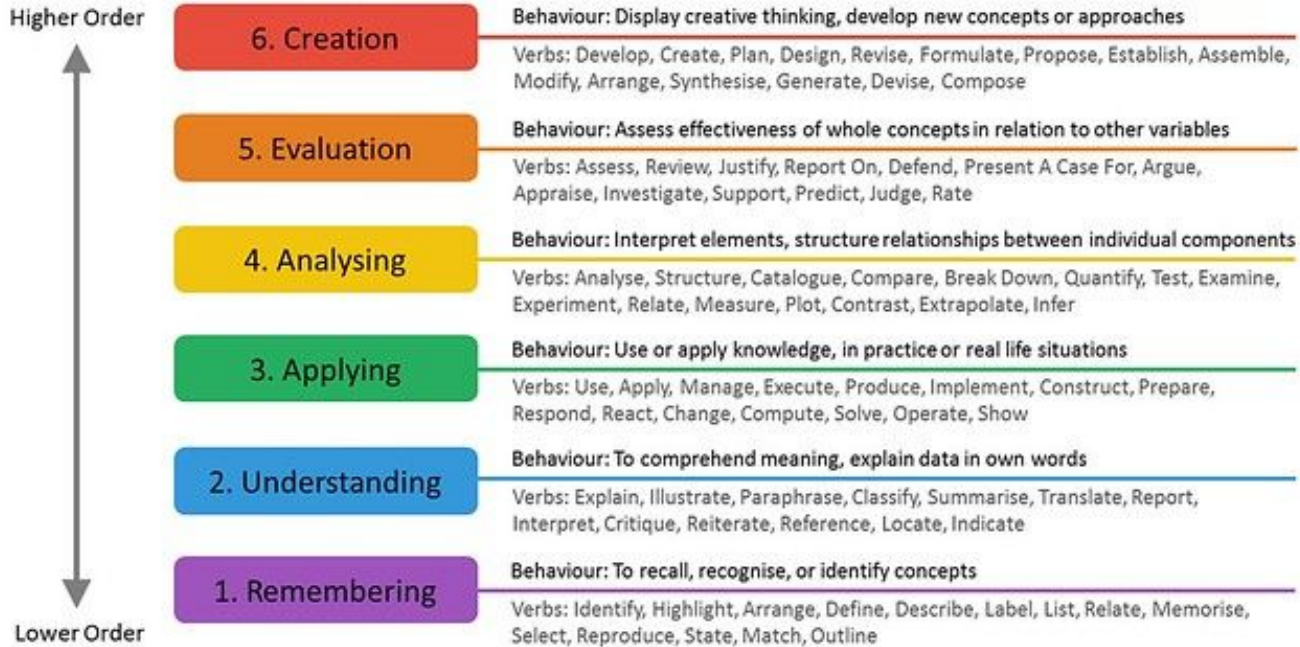 Higher Order
6. Creation
Behaviour: Display creative thinking, develop new concepts or approaches
Verbs: Develop, Create, Plan, Design, Revise, Formulate, Propose, Establish, Assemble,
Modify, Arrange, Synthesise, Generate, Devise, Compose
5. Evaluation
Behaviour: Assess effectiveness of whole concepts in relation to other variables
Verbs: Assess, Review, Justify, Report On, Defend, Present A Case For, Argue,
Appraise, Investigate, Support, Predict, Judge, Rate
4. Analysing
Behaviour: Interpret elements, structure relationships between individual components
Verbs: Analyse, Structure, Catalogue, Compare, Break Down, Quantify, Test, Examine,
Experiment, Relate, Measure, Plot, Contrast, Extrapolate, Infer
3. Applying
Behaviour: Use or apply knowledge, in practice or real life situations
Verbs: Use, Apply, Manage, Execute, Produce, Implement, Construct, Prepare,
Respond, React, Change, Compute, Solve, Operate, Show
2. Understanding
Behaviour: To comprehend meaning, explain data in own words
Verbs: Explain, Illustrate, Paraphrase, Classify, Summarise, Translate, Report,
Interpret, Critique, Reiterate, Reference, Locate, Indicate
1. Remembering
Behaviour: To recall, recognise, or identify concepts
Verbs: Identify, Highlight, Arrange, Define, Describe, Label, List, Relate, Memorise,
Select, Reproduce, State, Match, Outline
Lower Order